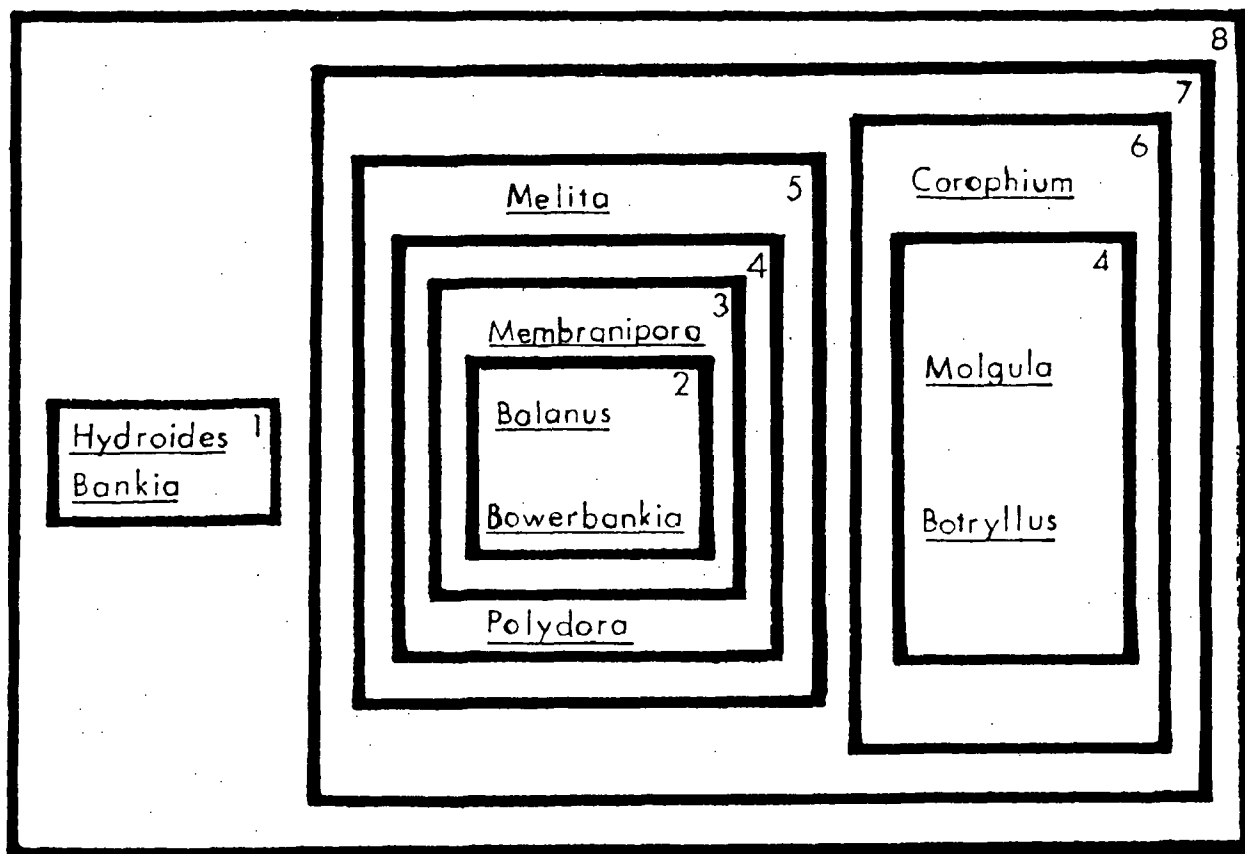 8
7
6
5
Melita
Corophium
4
4
3
Membranipora
2
Molgula
Balanus
Hydroides 1
Bankia
Bowerbankia
Botryllus
Polydora